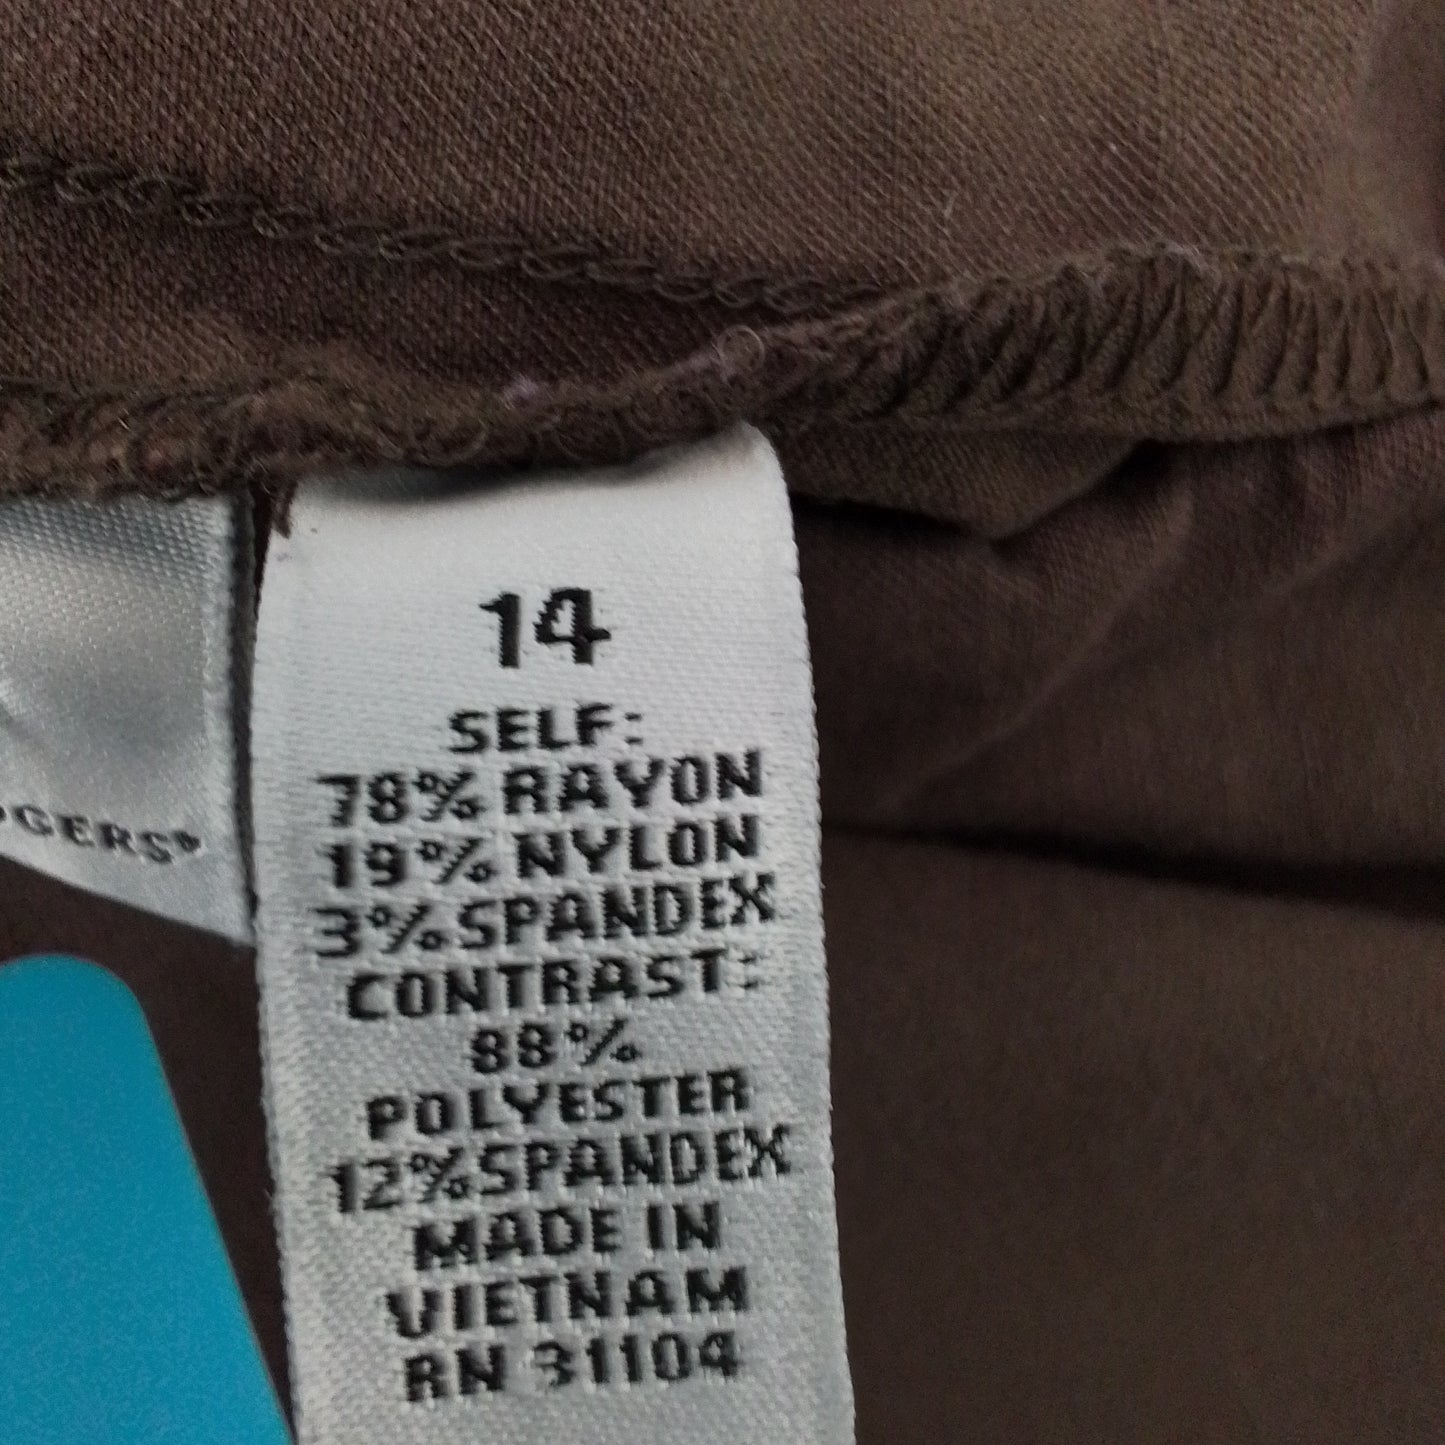 14
SELF:
78% RAYON
19% NYLON
3% SPANDEX
CONTRAST:
88%
POLYESTER
12% SPANDEX
MADE IN
VIETNAM
RN 31104